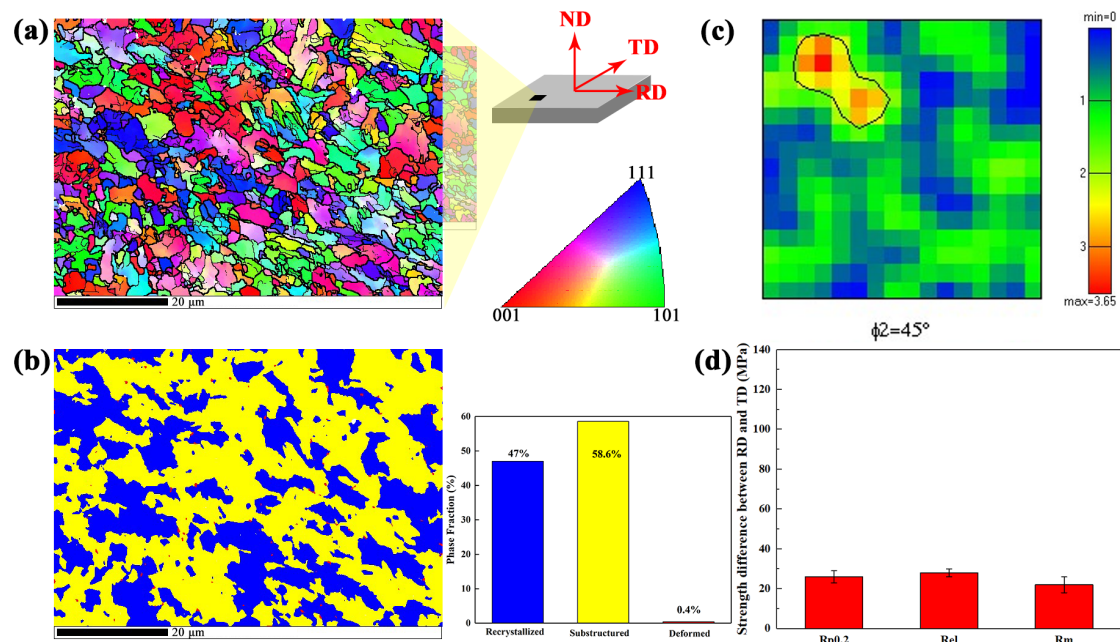 (a)
20 µm
ND
TD
RD
111
001
101
(c)
min=0
1
2
3
max=3.65
ϕ2=45°
(b)
20 µm
Phase Fraction (%)
60
50
40
30
20
10
0
47%
58.6%
0.4%
Recrystallized Substructured Deformed
(d)
Strength difference between RD and TD (MPa)
140
120
100
80
60
40
20
0
Rp0.2 Rel Rm